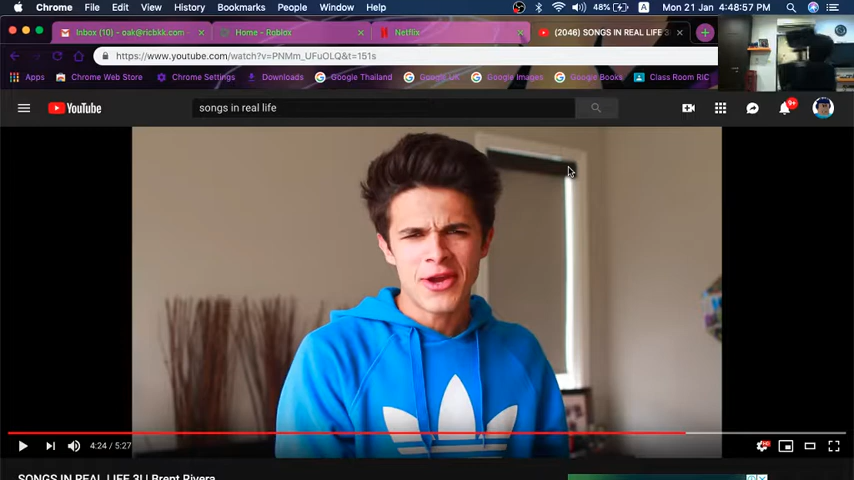 Chrome File Edit View History Bookmarks People Window Help 48% A Mon 21 Jan 4:48:57 PM
Inbox (10) - oak@ricbkk.com - Home - Roblox Netflix (2046) SONGS IN REAL LIFE 3
https://www.youtube.com/watch?v=PNMm_UFuOLQ&t=151s
Apps Chrome Web Store Chrome Settings Downloads Google Thailand Google UK Google Images Google Books Class Room RIC
YouTube songs in real life 9+
4:24 / 5:27 HD
SONGS IN REAL LIFE 3! | Brent Rivera